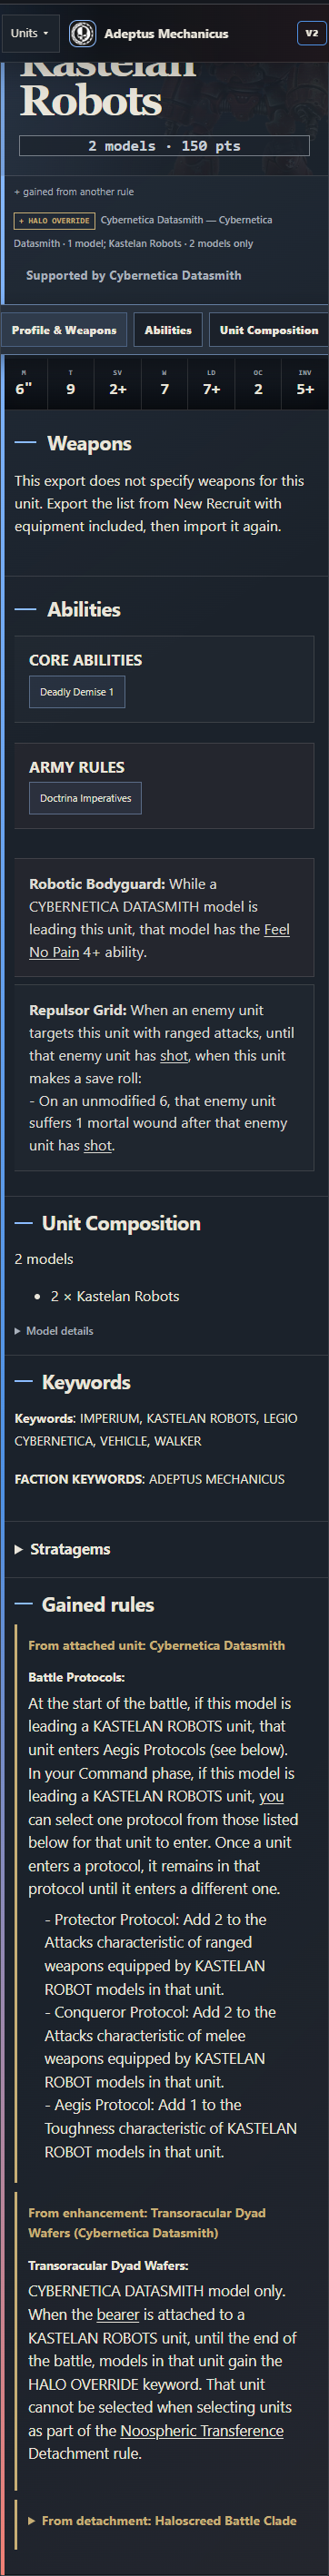 Units ▾
Adeptus Mechanicus
V2
Kastelan
Robots
2 models · 150 pts
+ gained from another rule
+ HALO OVERRIDE Cybernetica Datasmith — Cybernetica
Datasmith · 1 model; Kastelan Robots · 2 models only
Supported by Cybernetica Datasmith
Profile & Weapons
Abilities
Unit Composition
M T SV W LD OC INV
6" 9 2+ 7 7+ 2 5+
Weapons
This export does not specify weapons for this
unit. Export the list from New Recruit with
equipment included, then import it again.
Abilities
CORE ABILITIES
Deadly Demise 1
ARMY RULES
Doctrina Imperatives
Robotic Bodyguard: While a
CYBERNETICA DATASMITH model is
leading this unit, that model has the Feel
No Pain 4+ ability.
Repulsor Grid: When an enemy unit
targets this unit with ranged attacks, until
that enemy unit has shot, when this unit
makes a save roll:
- On an unmodified 6, that enemy unit
suffers 1 mortal wound after that enemy
unit has shot.
Unit Composition
2 models
• 2 × Kastelan Robots
▶ Model details
Keywords
Keywords: IMPERIUM, KASTELAN ROBOTS, LEGIO
CYBERNETICA, VEHICLE, WALKER
FACTION KEYWORDS: ADEPTUS MECHANICUS
▶ Stratagems
Gained rules
From attached unit: Cybernetica Datasmith
Battle Protocols:
At the start of the battle, if this model is
leading a KASTELAN ROBOTS unit, that
unit enters Aegis Protocols (see below).
In your Command phase, if this model is
leading a KASTELAN ROBOTS unit, you
can select one protocol from those listed
below for that unit to enter. Once a unit
enters a protocol, it remains in that
protocol until it enters a different one.
- Protector Protocol: Add 2 to the
Attacks characteristic of ranged
weapons equipped by KASTELAN
ROBOT models in that unit.
- Conqueror Protocol: Add 2 to the
Attacks characteristic of melee
weapons equipped by KASTELAN
ROBOT models in that unit.
- Aegis Protocol: Add 1 to the
Toughness characteristic of KASTELAN
ROBOT models in that unit.
From enhancement: Transoracular Dyad
Wafers (Cybernetica Datasmith)
Transoracular Dyad Wafers:
CYBERNETICA DATASMITH model only.
When the bearer is attached to a
KASTELAN ROBOTS unit, until the end of
the battle, models in that unit gain the
HALO OVERRIDE keyword. That unit
cannot be selected when selecting units
as part of the Noospheric Transference
Detachment rule.
▶ From detachment: Haloscreed Battle Clade